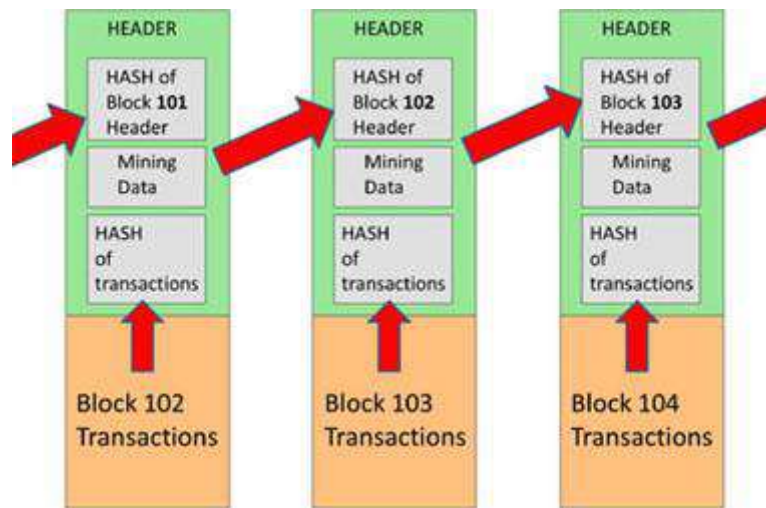 HEADER
HASH of
Block 101
Header
Mining
Data
HASH
of
transactions
Block 102
Transactions
HEADER
HASH of
Block 102
Header
Mining
Data
HASH
of
transactions
Block 103
Transactions
HEADER
HASH of
Block 103
Header
Mining
Data
HASH
of
transactions
Block 104
Transactions